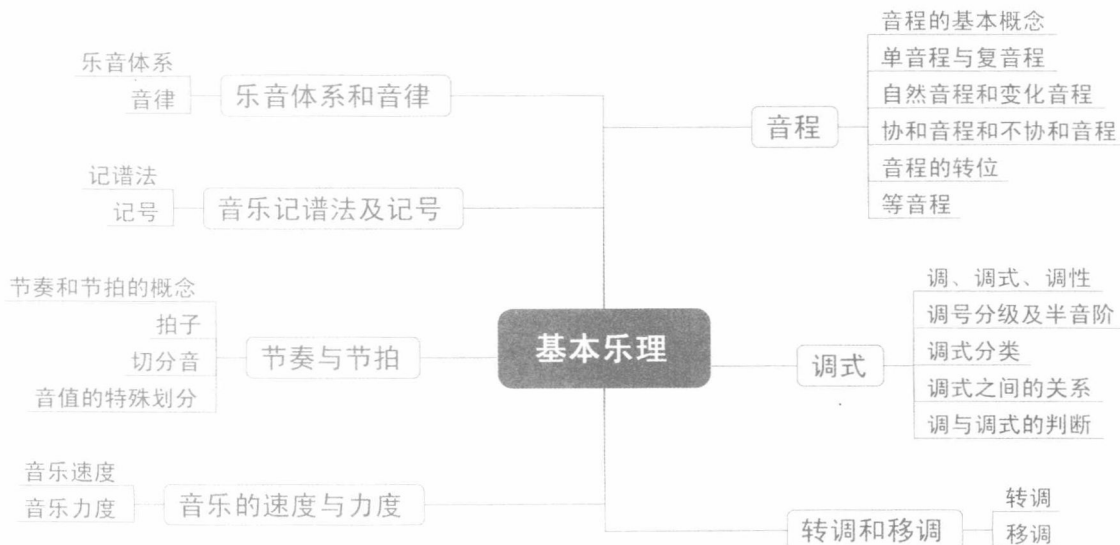 乐音体系
音律
乐音体系和音律
记谱法
记号
音乐记谱法及记号
节奏和节拍的概念
拍子
切分音
音值的特殊划分
节奏与节拍
音乐速度
音乐力度
音乐的速度与力度
基本乐理
音程
音程的基本概念
单音程与复音程
自然音程和变化音程
协和音程和不协和音程
音程的转位
等音程
调式
调、调式、调性
调号分级及半音阶
调式分类
调式之间的关系
调与调式的判断
转调和移调
转调
移调